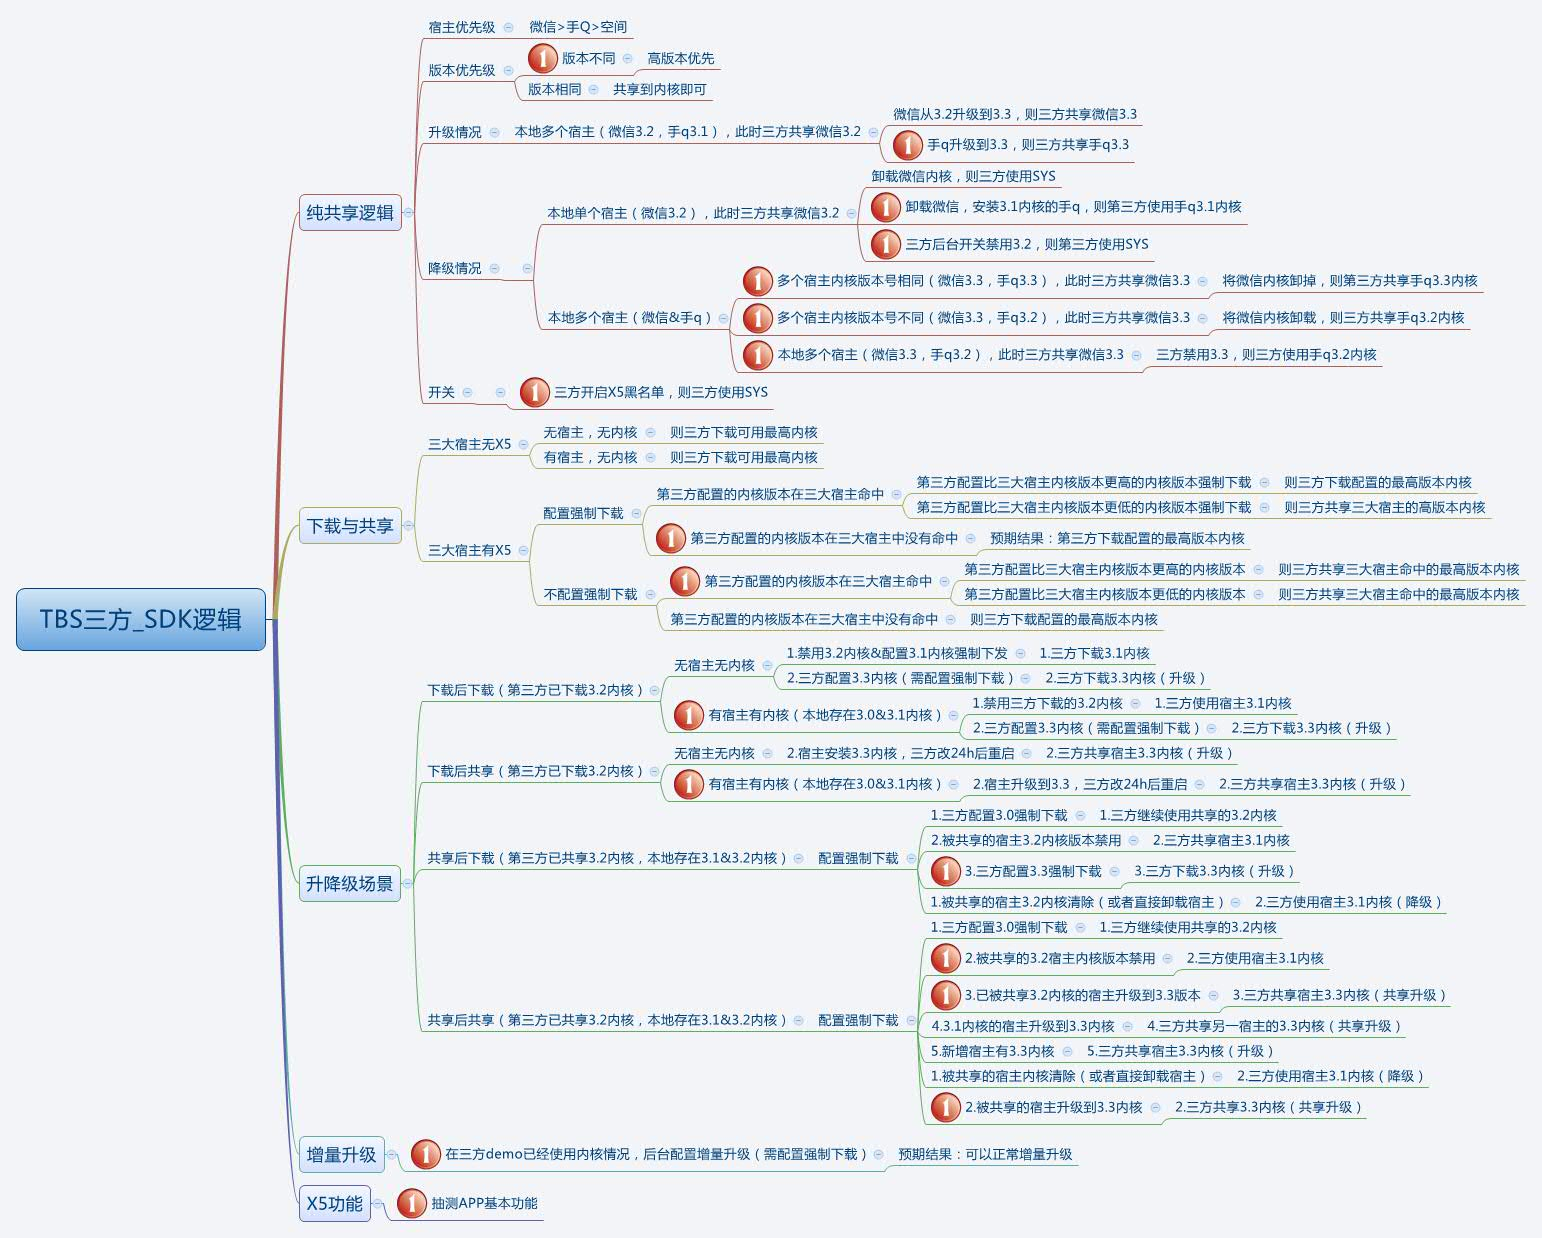 TBS三方_SDK逻辑
纯共享逻辑
宿主优先级
微信>手Q>空间
版本优先级
1 版本不同
高版本优先
版本相同
共享到内核即可
升级情况
本地多个宿主（微信3.2，手q3.1），此时三方共享微信3.2
微信从3.2升级到3.3，则三方共享微信3.3
1 手q升级到3.3，则三方共享手q3.3
降级情况
本地单个宿主（微信3.2），此时三方共享微信3.2
卸载微信内核，则三方使用SYS
1 卸载微信，安装3.1内核的手q，则第三方使用手q3.1内核
1 三方后台开关禁用3.2，则第三方使用SYS
本地多个宿主（微信&手q）
1 多个宿主内核版本号相同（微信3.3，手q3.3），此时三方共享微信3.3
将微信内核卸掉，则第三方共享手q3.3内核
1 多个宿主内核版本号不同（微信3.3，手q3.2），此时三方共享微信3.3
将微信内核卸载，则三方共享手q3.2内核
1 本地多个宿主（微信3.3，手q3.2），此时三方共享微信3.3
三方禁用3.3，则三方使用手q3.2内核
开关
1 三方开启X5黑名单，则三方使用SYS
下载与共享
三大宿主无X5
无宿主，无内核
则三方下载可用最高内核
有宿主，无内核
则三方下载可用最高内核
三大宿主有X5
配置强制下载
第三方配置的内核版本在三大宿主命中
第三方配置比三大宿主内核版本更高的内核版本强制下载
则三方下载配置的最高版本内核
第三方配置比三大宿主内核版本更低的内核版本强制下载
则三方共享三大宿主的高版本内核
1 第三方配置的内核版本在三大宿主中没有命中
预期结果：第三方下载配置的最高版本内核
不配置强制下载
1 第三方配置的内核版本在三大宿主命中
第三方配置比三大宿主内核版本更高的内核版本
则三方共享三大宿主命中的最高版本内核
第三方配置比三大宿主内核版本更低的内核版本
则三方共享三大宿主命中的最高版本内核
第三方配置的内核版本在三大宿主中没有命中
则三方下载配置的最高版本内核
升降级场景
下载后下载（第三方已下载3.2内核）
无宿主无内核
1.禁用3.2内核&配置3.1内核强制下发
1.三方下载3.1内核
2.三方配置3.3内核（需配置强制下载）
2.三方下载3.3内核（升级）
1 有宿主有内核（本地存在3.0&3.1内核）
1.禁用三方下载的3.2内核
1.三方使用宿主3.1内核
2.三方配置3.3内核（需配置强制下载）
2.三方下载3.3内核（升级）
下载后共享（第三方已下载3.2内核）
无宿主无内核
2.宿主安装3.3内核，三方改24h后重启
2.三方共享宿主3.3内核（升级）
1 有宿主有内核（本地存在3.0&3.1内核）
2.宿主升级到3.3，三方改24h后重启
2.三方共享宿主3.3内核（升级）
共享后下载（第三方已共享3.2内核，本地存在3.1&3.2内核）
配置强制下载
1.三方配置3.0强制下载
1.三方继续使用共享的3.2内核
2.被共享的宿主3.2内核版本禁用
2.三方共享宿主3.1内核
1 3.三方配置3.3强制下载
3.三方下载3.3内核（升级）
1.被共享的宿主3.2内核清除（或者直接卸载宿主）
2.三方使用宿主3.1内核（降级）
共享后共享（第三方已共享3.2内核，本地存在3.1&3.2内核）
配置强制下载
1.三方配置3.0强制下载
1.三方继续使用共享的3.2内核
1 2.被共享的3.2宿主内核版本禁用
2.三方使用宿主3.1内核
1 3.已被共享3.2内核的宿主升级到3.3版本
3.三方共享宿主3.3内核（共享升级）
4.3.1内核的宿主升级到3.3内核
4.三方共享另一宿主的3.3内核（共享升级）
5.新增宿主有3.3内核
5.三方共享宿主3.3内核（升级）
1.被共享的宿主内核清除（或者直接卸载宿主）
2.三方使用宿主3.1内核（降级）
1 2.被共享的宿主升级到3.3内核
2.三方共享3.3内核（共享升级）
增量升级
1 在三方demo已经使用内核情况，后台配置增量升级（需配置强制下载）
预期结果：可以正常增量升级
X5功能
1 抽测APP基本功能